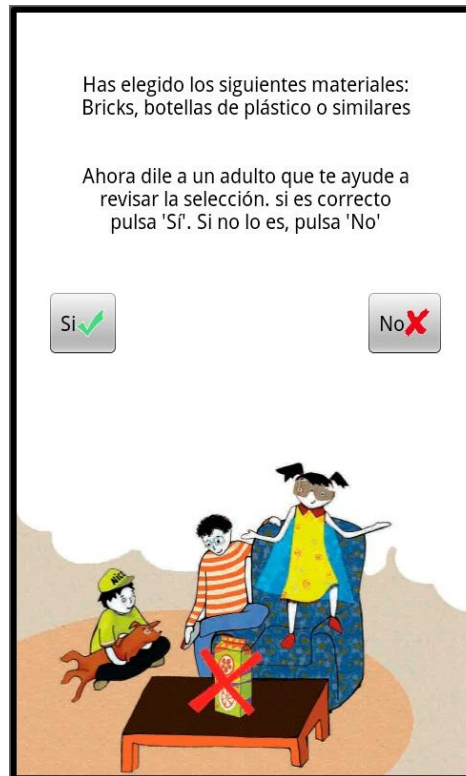 Has elegido los siguientes materiales:
Bricks, botellas de plástico o similares
Ahora dile a un adulto que te ayude a
revisar la selección. si es correcto
pulsa 'Sí'. Si no lo es, pulsa 'No'
Si
No
Nico